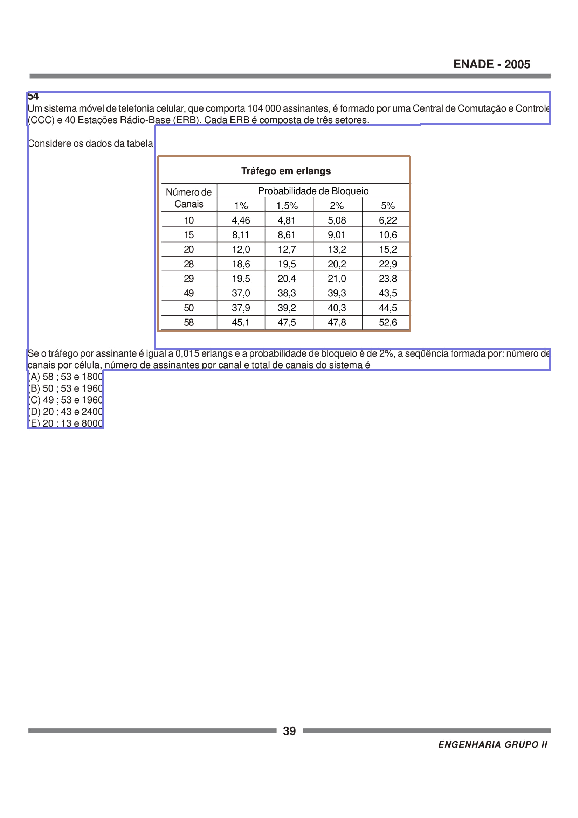 ENADE - 2005
54
Um sistema móvel de telefonia celular, que comporta 104 000 assinantes, é formado por uma Central de Comutação e Controle
(CCC) e 40 Estações Rádio-Base (ERB). Cada ERB é composta de três setores.
Considere os dados da tabela
Tráfego em erlangs
Número de Canais Probabilidade de Bloqueio
1% 1.5% 2% 5%
10 4,46 4,81 5,08 6,22
15 8,11 8,61 9,01 10,6
20 12,0 12,7 13,2 15,2
28 18,6 19,5 20,2 22,9
29 19.5 20.4 21.0 23.8
49 37,0 38,3 39,3 43,5
50 37,9 39,2 40,3 44,5
58 45,1 47,5 47,8 52.6
Se o tráfego por assinante é igual a 0,015 erlangs e a probabilidade de bloqueio é de 2%, a seqüência formada por: número de
canais por célula, número de assinantes por canal e total de canais do sistema é
(A) 58 ; 53 e 1800
(B) 50 ; 53 e 1960
(C) 49 ; 53 e 1960
(D) 20 ; 43 e 2400
(E) 20 ; 13 e 8000
39
ENGENHARIA GRUPO II